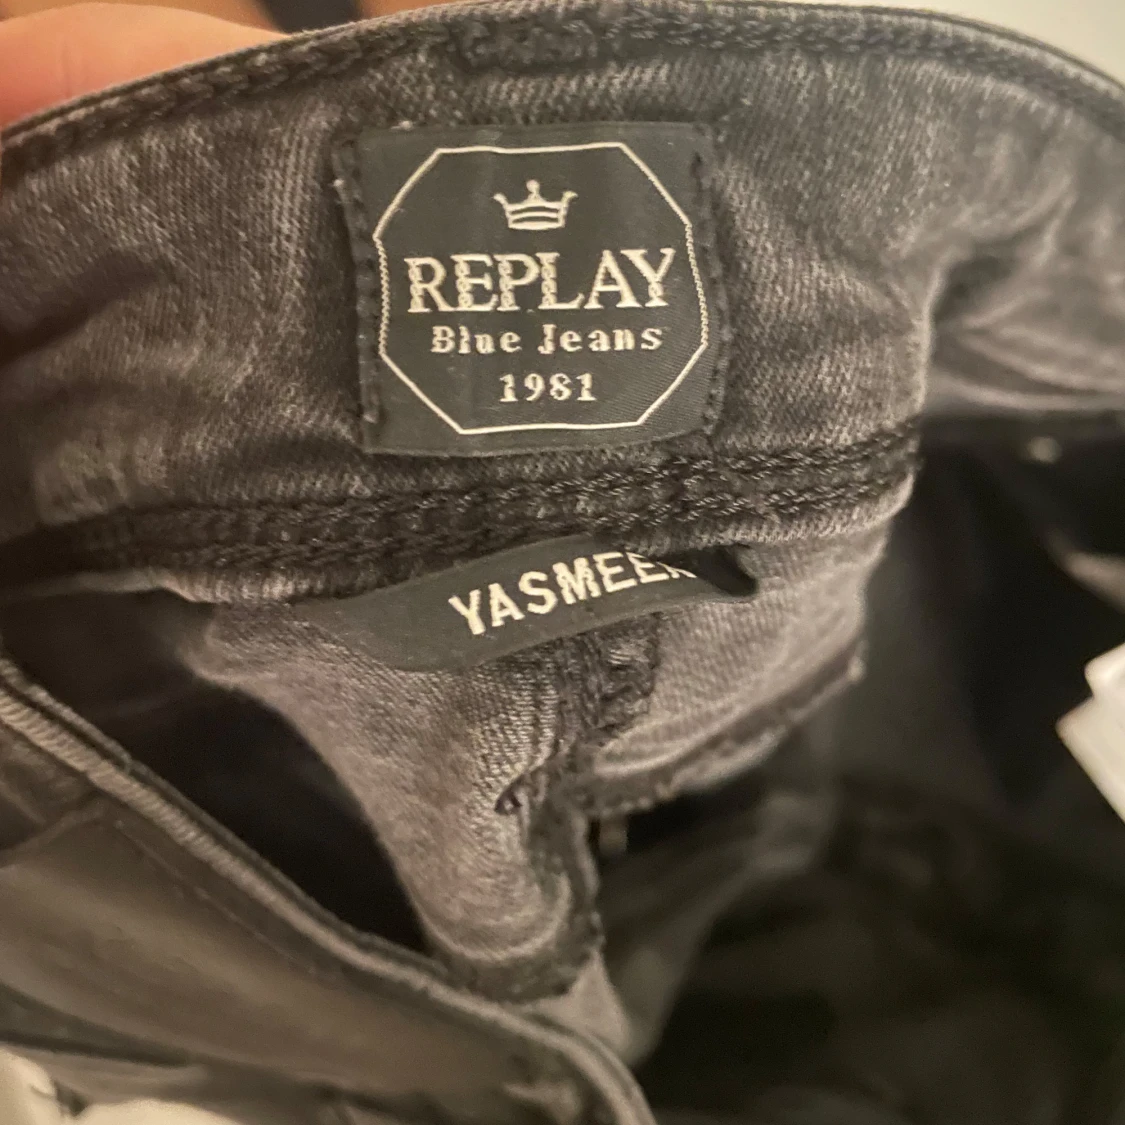 REPLAY
Blue Jeans
1981
YASMEEN